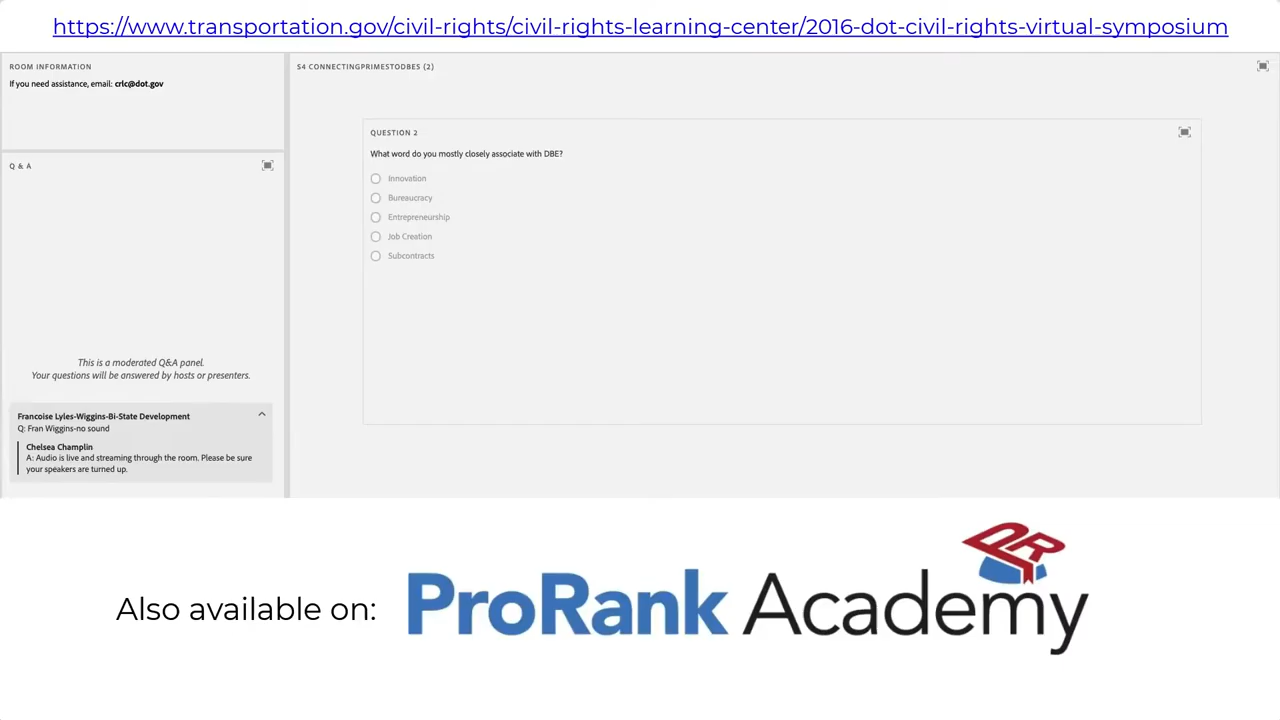 https://www.transportation.gov/civil-rights/civil-rights-learning-center/2016-dot-civil-rights-virtual-symposium
ROOM INFORMATION
If you need assistance, email: crlc@dot.gov
Q & A
This is a moderated Q&A panel.
Your questions will be answered by hosts or presenters.
Francoise Lyles-Wiggins-Bi-State Development
Q: Fran Wiggins-no sound
Chelsea Champlin
A: Audio is live and streaming through the room. Please be sure
your speakers are turned up.
S4 CONNECTINGPRIMESTODBES (2)
QUESTION 2
What word do you mostly closely associate with DBE?
Innovation
Bureaucracy
Entrepreneurship
Job Creation
Subcontracts
Also available on:
ProRank Academy
PR